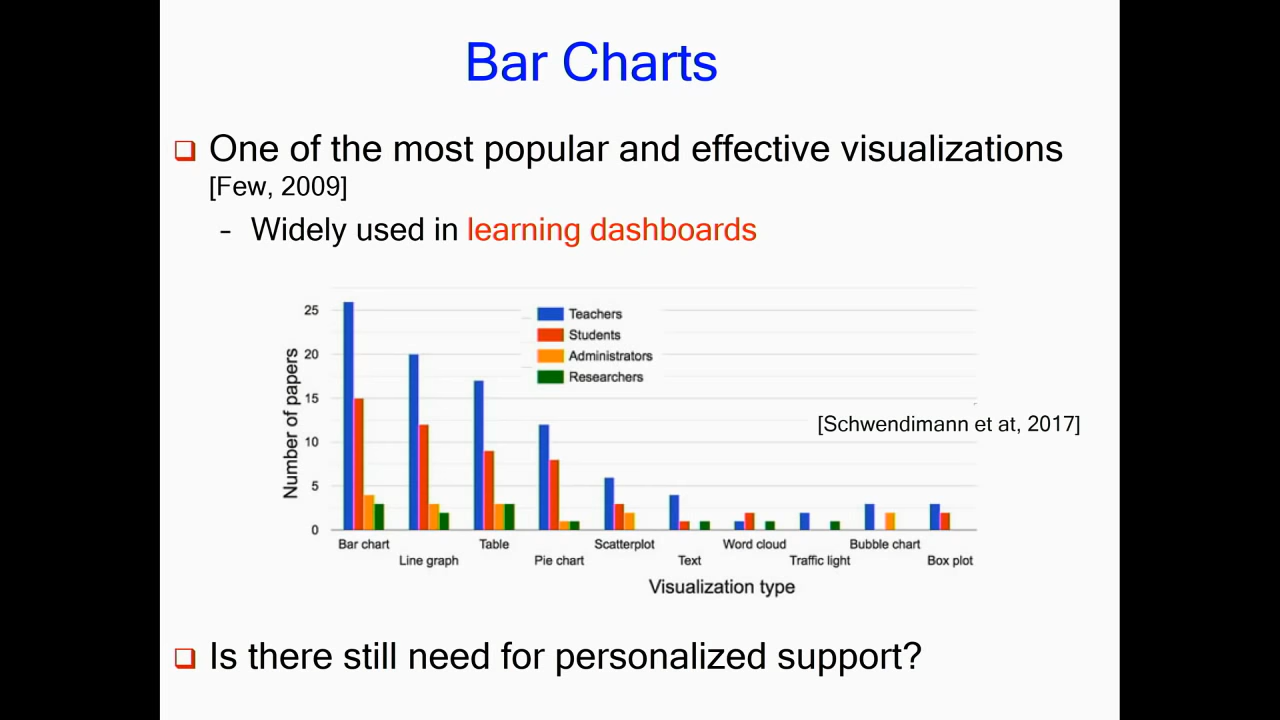 Bar Charts
One of the most popular and effective visualizations
[Few, 2009]
– Widely used in learning dashboards
25
20
15
10
5
0
Number of papers
Teachers
Students
Administrators
Researchers
[Schwendimann et at, 2017]
Bar chart
Line graph
Table
Pie chart
Scatterplot
Text
Word cloud
Traffic light
Bubble chart
Box plot
Visualization type
Is there still need for personalized support?